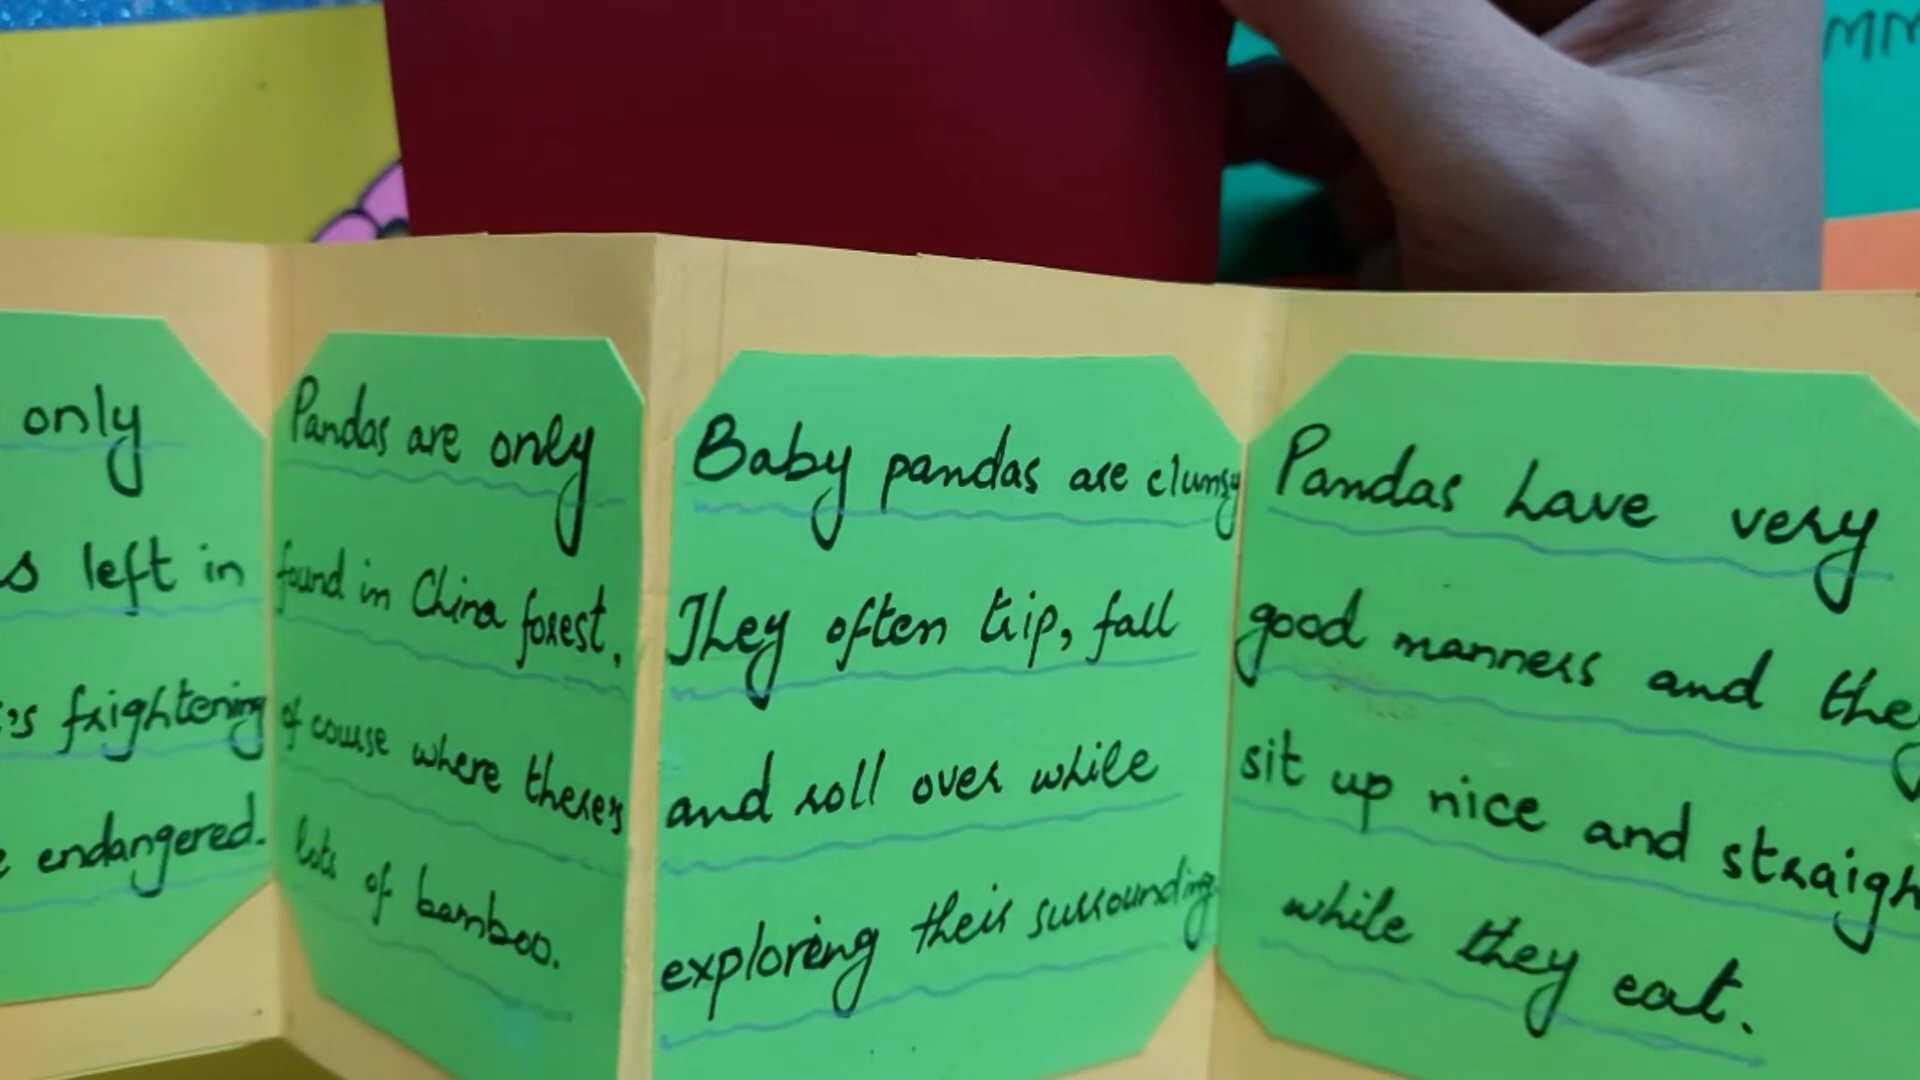 only
left in
frightening
endangered.
Pandas are only
found in China forest,
of course where there's
lots of bamboo.
Baby pandas are clumsy
They often trip, fall
and roll over while
exploring their surrounding.
Pandas have very
good manners and they
sit up nice and straigh
while they eat.